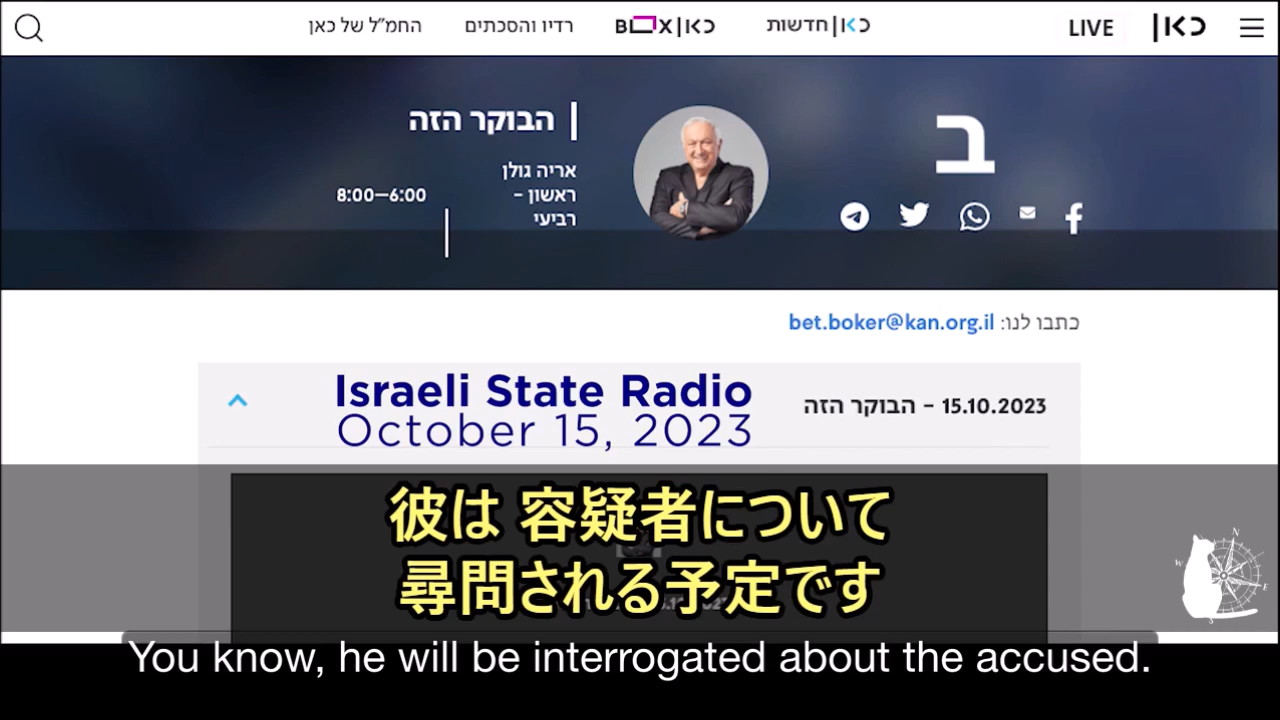 LIVE כאן
כאן|חדשות
כאן|BOX
רדיו והסכתים
החמ״ל של כאן
ב
הבוקר הזה
אריה גולן
ראשון -
רביעי
8:00—6:00
כתבו לנו: bet.boker@kan.org.il
15.10.2023 - הבוקר הזה
Israeli State Radio
October 15, 2023
彼は 容疑者について
尋問される予定です
You know, he will be interrogated about the accused.
N
W
E
S